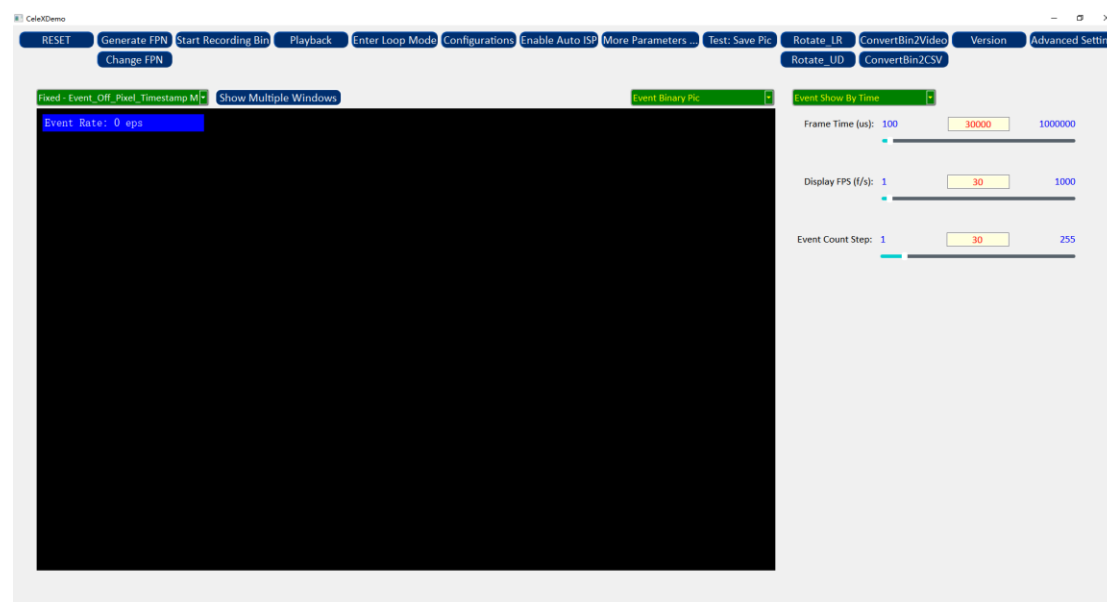 CeleXDemo
RESET Generate FPN Start Recording Bin Playback Enter Loop Mode Configurations Enable Auto ISP More Parameters ... Test: Save Pic Rotate_LR ConvertBin2Video Version Advanced Settin
Change FPN Rotate_UD ConvertBin2CSV
Fixed - Event_Off_Pixel_Timestamp M Show Multiple Windows Event Binary Pic Event Show By Time
Event Rate: 0 eps
Frame Time (us): 100 30000 1000000
Display FPS (f/s): 1 30 1000
Event Count Step: 1 30 255